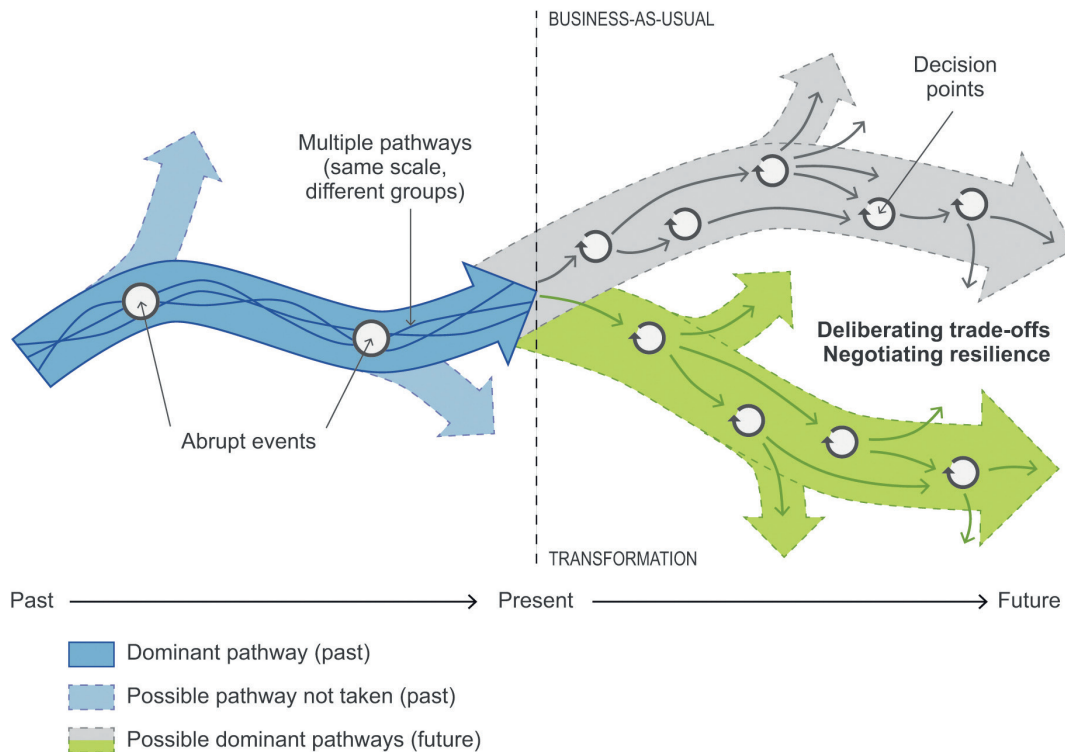 BUSINESS-AS-USUAL
Decision
points
Multiple pathways
(same scale,
different groups)
Deliberating trade-offs
Negotiating resilience
Abrupt events
TRANSFORMATION
Past
Present
Future
Dominant pathway (past)
Possible pathway not taken (past)
Possible dominant pathways (future)